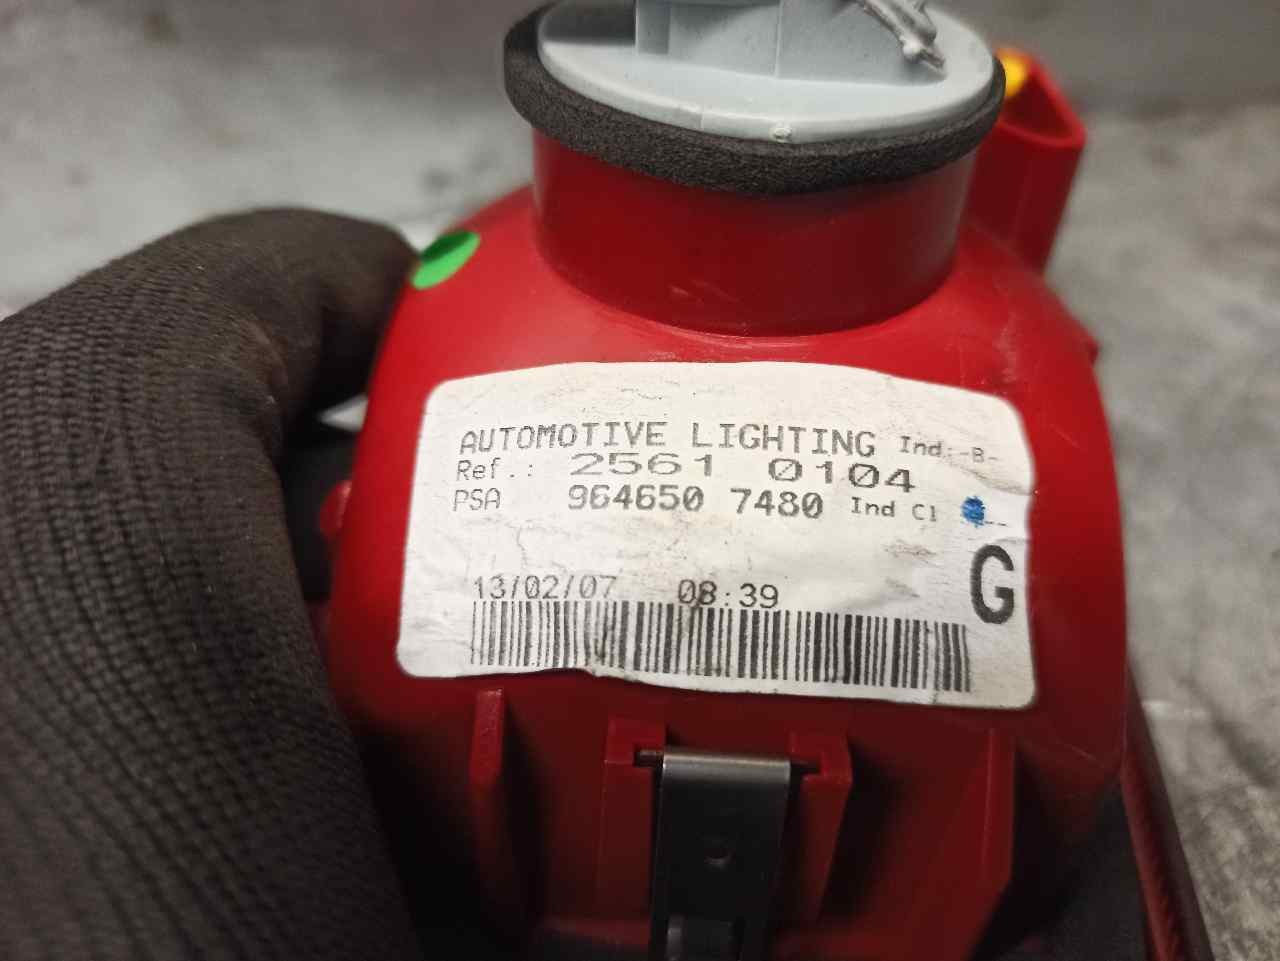 AUTOMOTIVE LIGHTING Ind:-B-
Ref.: 2561 0104
PSA 964650 7480 Ind Cl
G
13/02/07 08:39